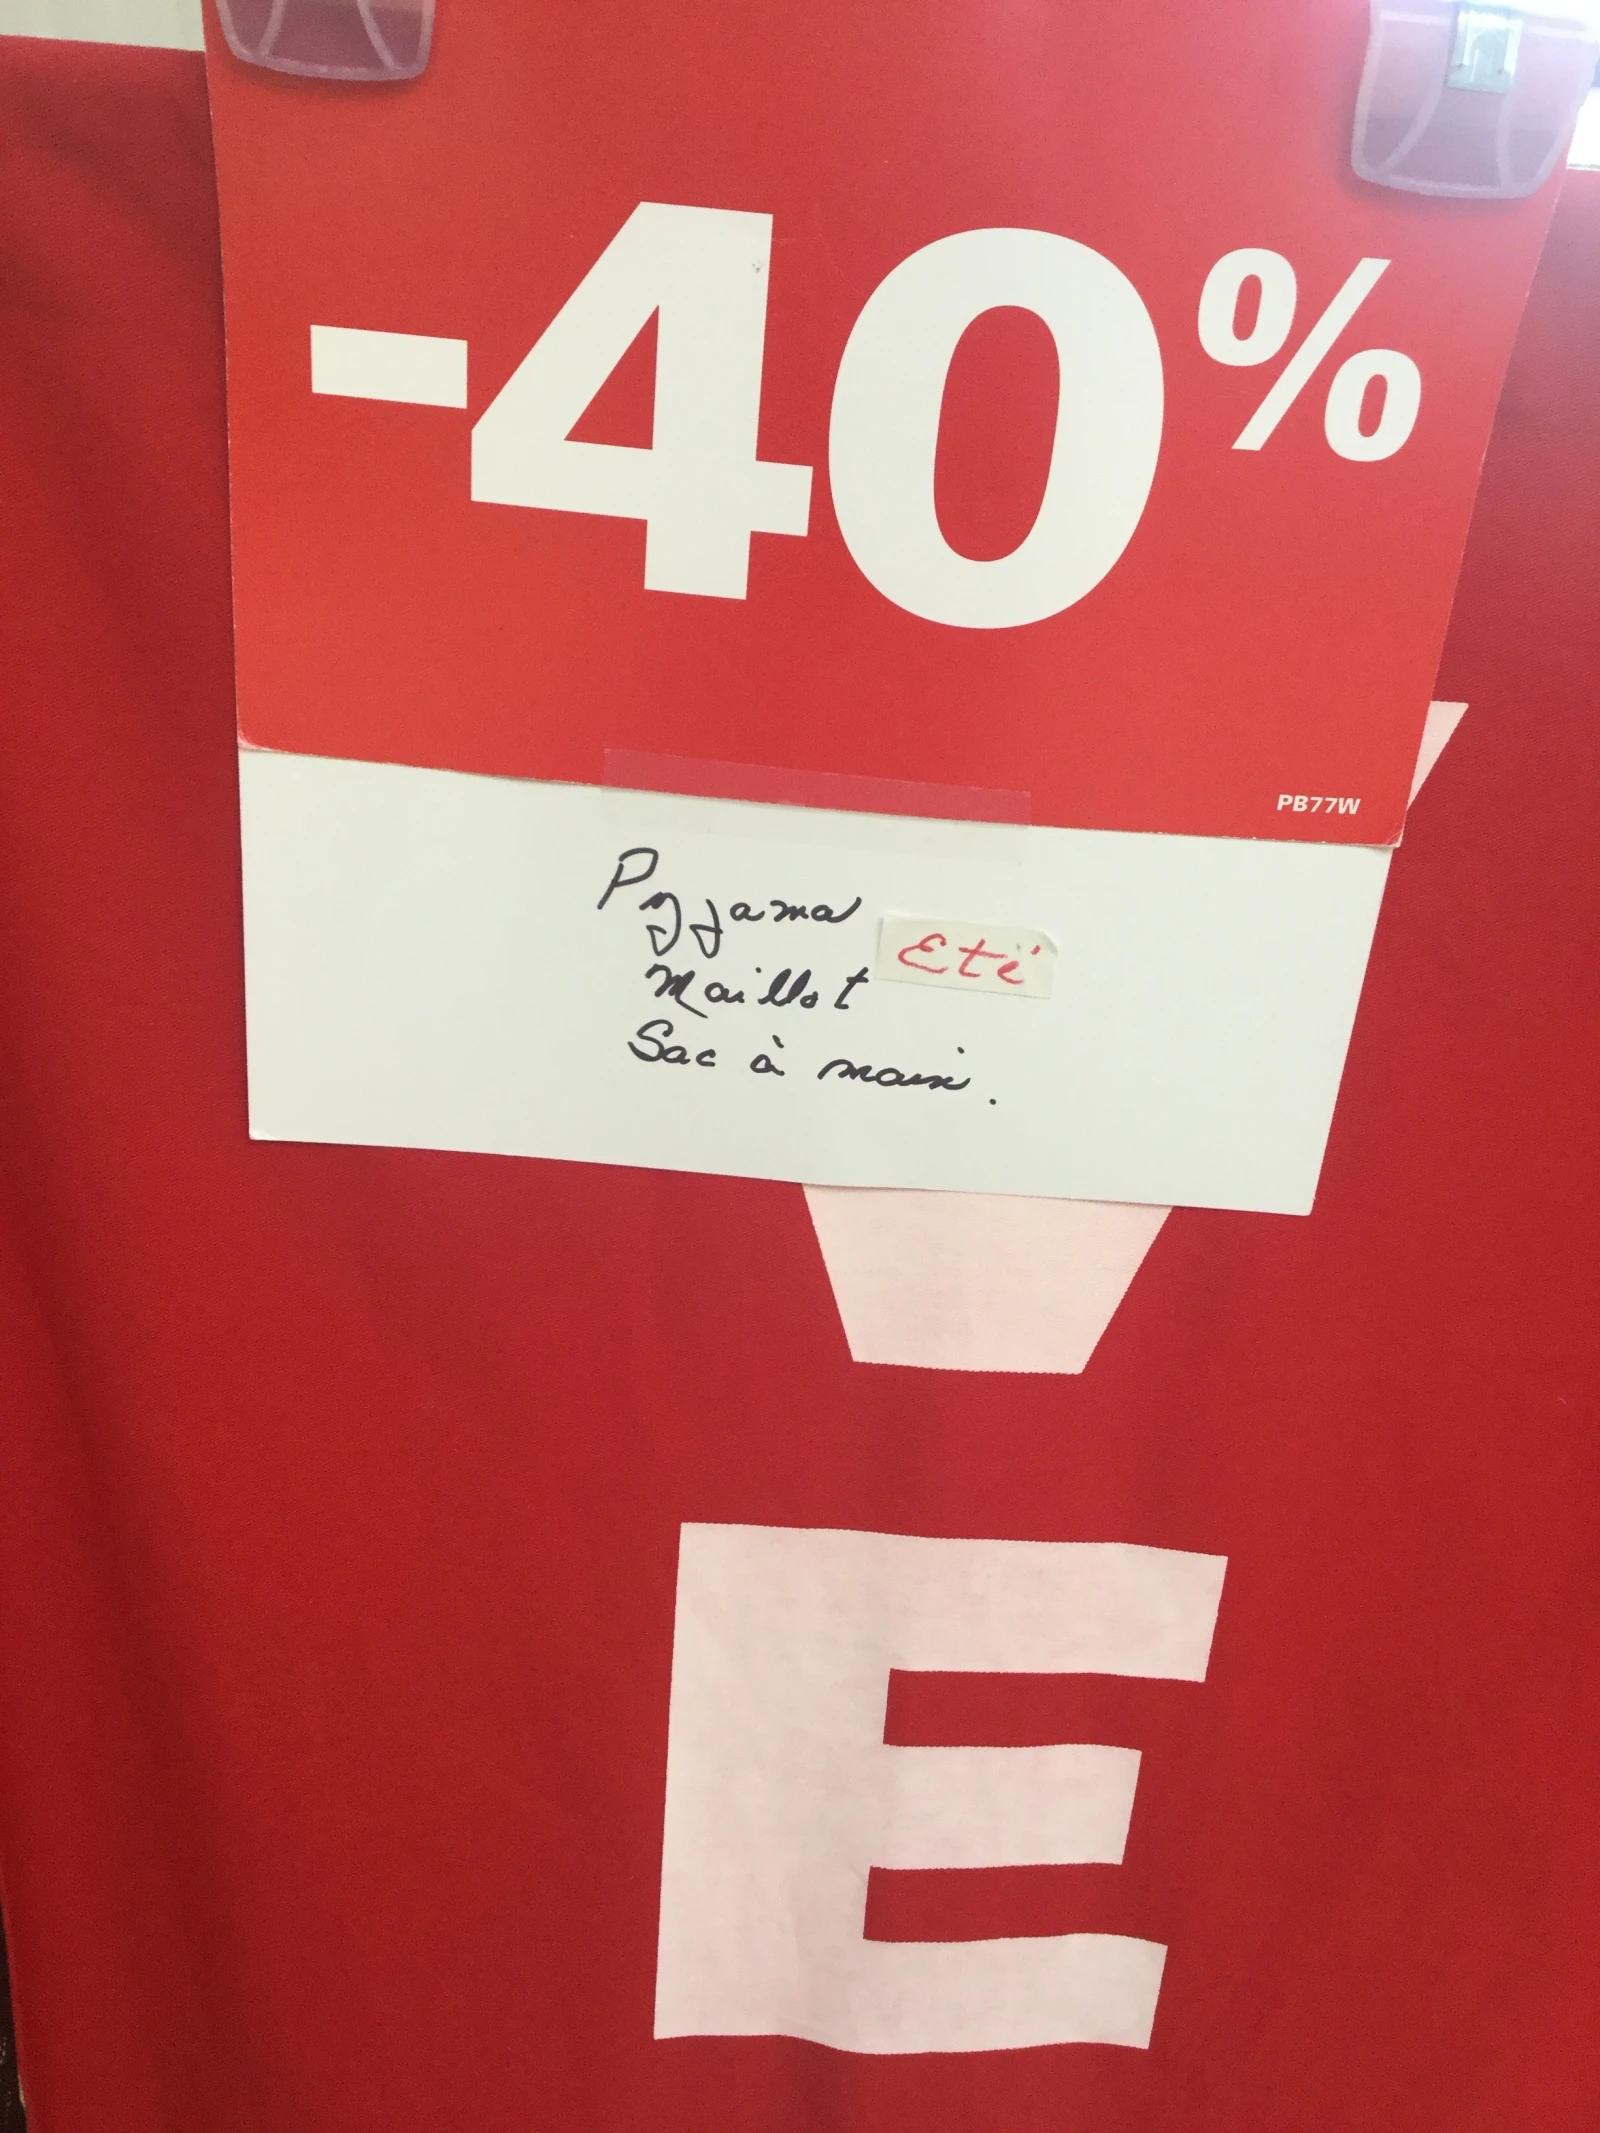 -40%
PB77W
Pyjama
Eté
Maillot
Sac à main.
V
E